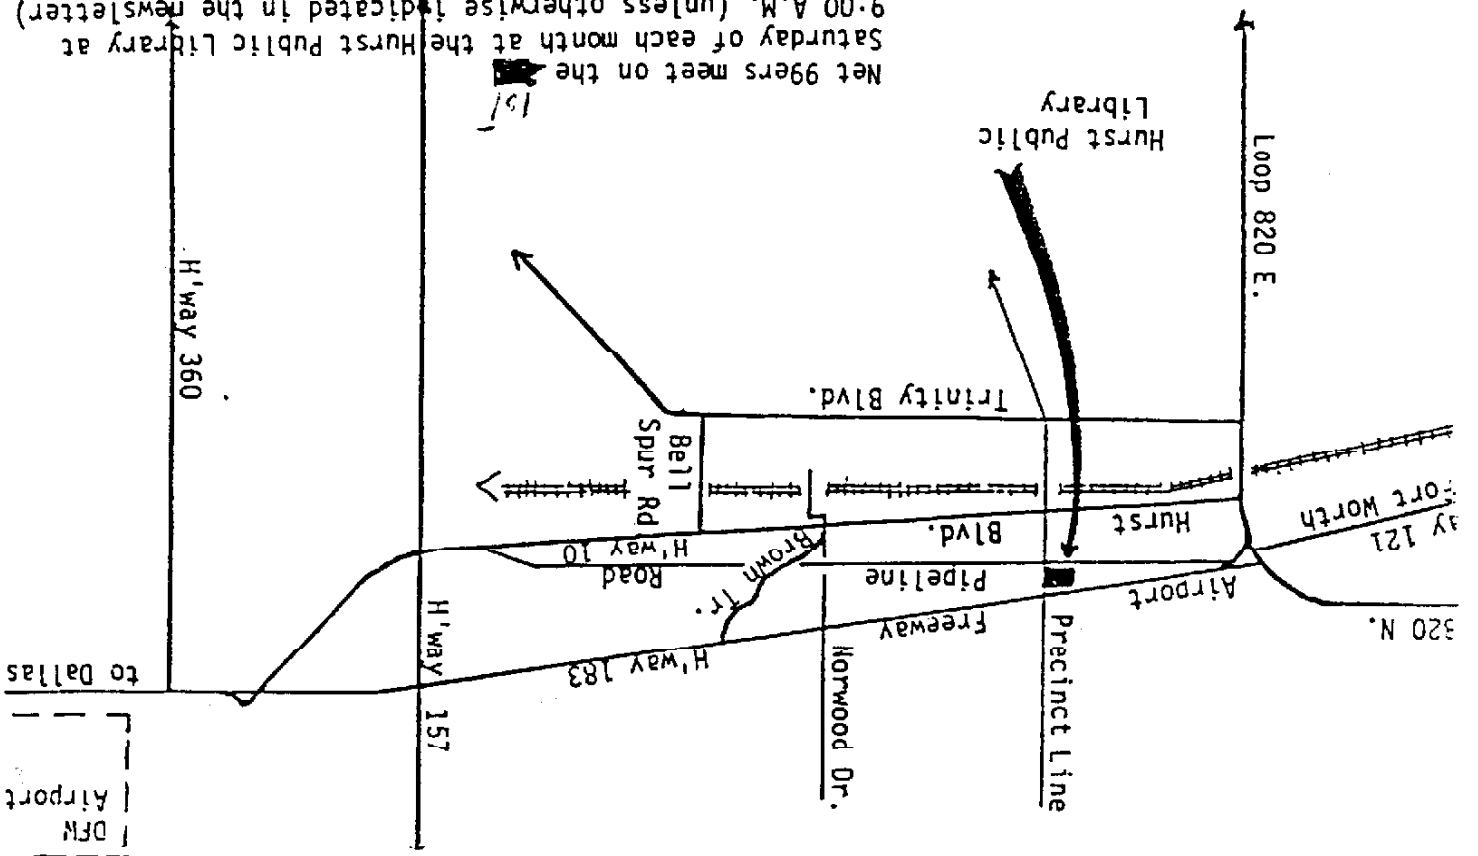 DFW
Airport
to Dallas
320 N.
ay 121
Fort Worth
Airport
Freeway
H'way 183
Precinct Line
Norwood Dr.
H'way 157
Pipeline
Road
Brown Tr.
Hurst
Blvd.
H'way 10
Bell
Spur Rd
Trinity Blvd.
Loop 820 E.
H'way 360
Hurst Public
Library
1st
Net 99ers meet on the
Saturday of each month at the Hurst Public Library at
9:00 A.M. (unless otherwise indicated in the newsletter)